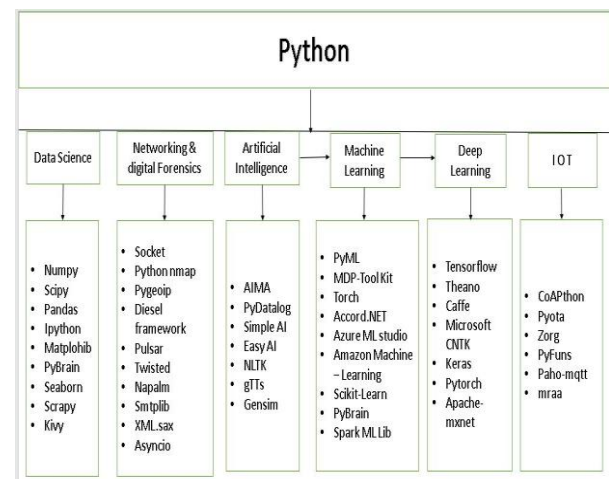 Python
Data Science
Networking &
digital Forensics
Artificial
Intelligence
Machine
Learning
Deep
Learning
IOT
• Numpy
• Scipy
• Pandas
• Ipython
• Matplohib
• PyBrain
• Seaborn
• Scrapy
• Kivy
• Socket
• Python nmap
• Pygeoip
• Diesel
framework
• Pulsar
• Twisted
• Napalm
• Smtplib
• XML.sax
• Asyncio
• AIMA
• PyDatalog
• Simple AI
• Easy AI
• NLTK
• gTTs
• Gensim
• PyML
• MDP-Tool Kit
• Torch
• Accord.NET
• Azure ML studio
• Amazon Machine
– Learning
• Scikit-Learn
• PyBrain
• Spark ML Lib
• Tensorflow
• Theano
• Caffe
• Microsoft
CNTK
• Keras
• Pytorch
• Apache-
mxnet
• CoAPthon
• Pyota
• Zorg
• PyFuns
• Paho-mqtt
• mraa